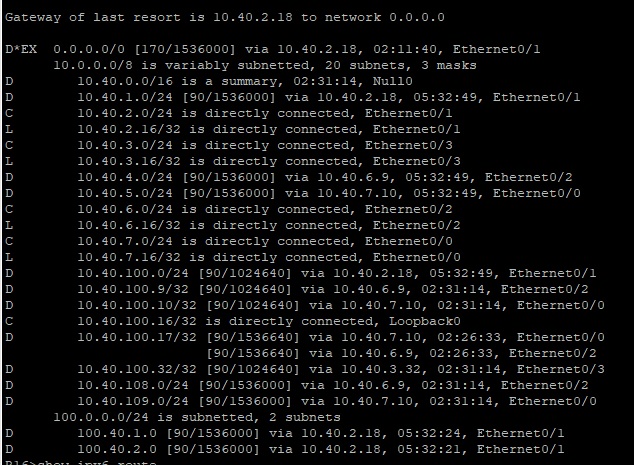 Gateway of last resort is 10.40.2.18 to network 0.0.0.0
D*EX 0.0.0.0/0 [170/1536000] via 10.40.2.18, 02:11:40, Ethernet0/1
10.0.0.0/8 is variably subnetted, 20 subnets, 3 masks
D 10.40.0.0/16 is a summary, 02:31:14, Null0
D 10.40.1.0/24 [90/1536000] via 10.40.2.18, 05:32:49, Ethernet0/1
C 10.40.2.0/24 is directly connected, Ethernet0/1
L 10.40.2.16/32 is directly connected, Ethernet0/1
C 10.40.3.0/24 is directly connected, Ethernet0/3
L 10.40.3.16/32 is directly connected, Ethernet0/3
D 10.40.4.0/24 [90/1536000] via 10.40.6.9, 05:32:49, Ethernet0/2
D 10.40.5.0/24 [90/1536000] via 10.40.7.10, 05:32:49, Ethernet0/0
C 10.40.6.0/24 is directly connected, Ethernet0/2
L 10.40.6.16/32 is directly connected, Ethernet0/2
C 10.40.7.0/24 is directly connected, Ethernet0/0
L 10.40.7.16/32 is directly connected, Ethernet0/0
D 10.40.100.0/24 [90/1024640] via 10.40.2.18, 05:32:49, Ethernet0/1
D 10.40.100.9/32 [90/1024640] via 10.40.6.9, 02:31:14, Ethernet0/2
D 10.40.100.10/32 [90/1024640] via 10.40.7.10, 02:31:14, Ethernet0/0
C 10.40.100.16/32 is directly connected, Loopback0
D 10.40.100.17/32 [90/1536640] via 10.40.7.10, 02:26:33, Ethernet0/0
[90/1536640] via 10.40.6.9, 02:26:33, Ethernet0/2
D 10.40.100.32/32 [90/1024640] via 10.40.3.32, 02:31:14, Ethernet0/3
D 10.40.108.0/24 [90/1536000] via 10.40.6.9, 02:31:14, Ethernet0/2
D 10.40.109.0/24 [90/1536000] via 10.40.7.10, 02:31:14, Ethernet0/0
100.0.0.0/24 is subnetted, 2 subnets
D 100.40.1.0 [90/1536000] via 10.40.2.18, 05:32:24, Ethernet0/1
D 100.40.2.0 [90/1536000] via 10.40.2.18, 05:32:21, Ethernet0/1
R16>show ipv6 route